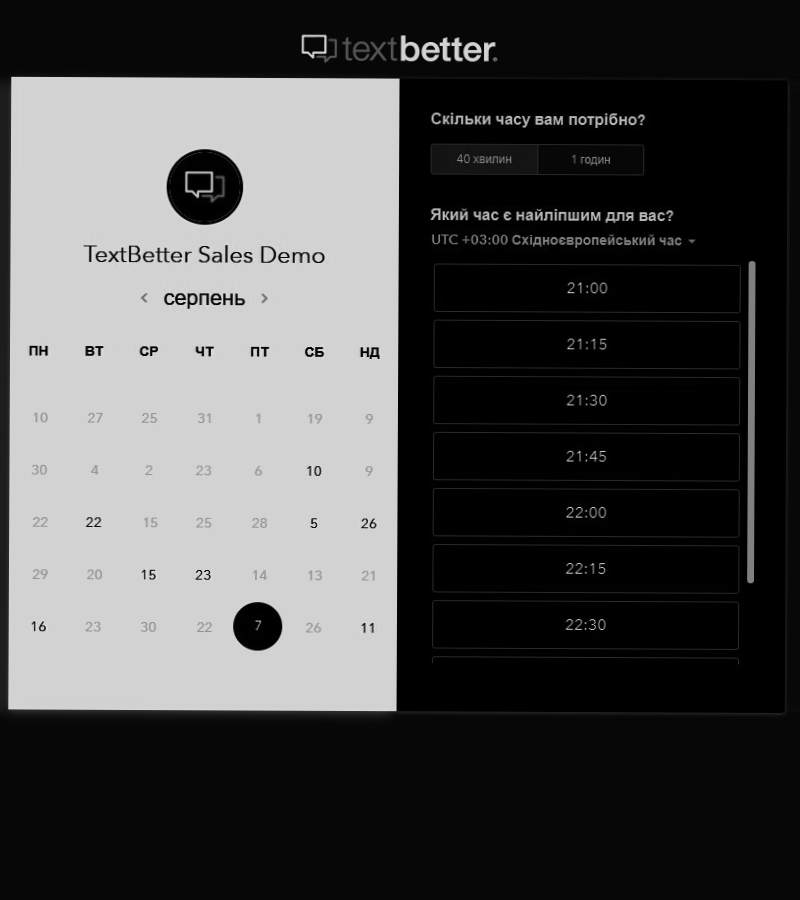 textbetter.
TextBetter Sales Demo
серпень
ПН ВТ СР ЧТ ПТ СБ НД
10 27 25 31 1 19 9
30 4 2 23 6 10 9
22 22 15 25 28 5 26
29 20 15 23 14 13 21
16 23 30 22 7 26 11
Скільки часу вам потрібно?
40 хвилин 1 годин
Який час є найліпшим для вас?
UTC +03:00 Східноєвропейський час
21:00
21:15
21:30
21:45
22:00
22:15
22:30